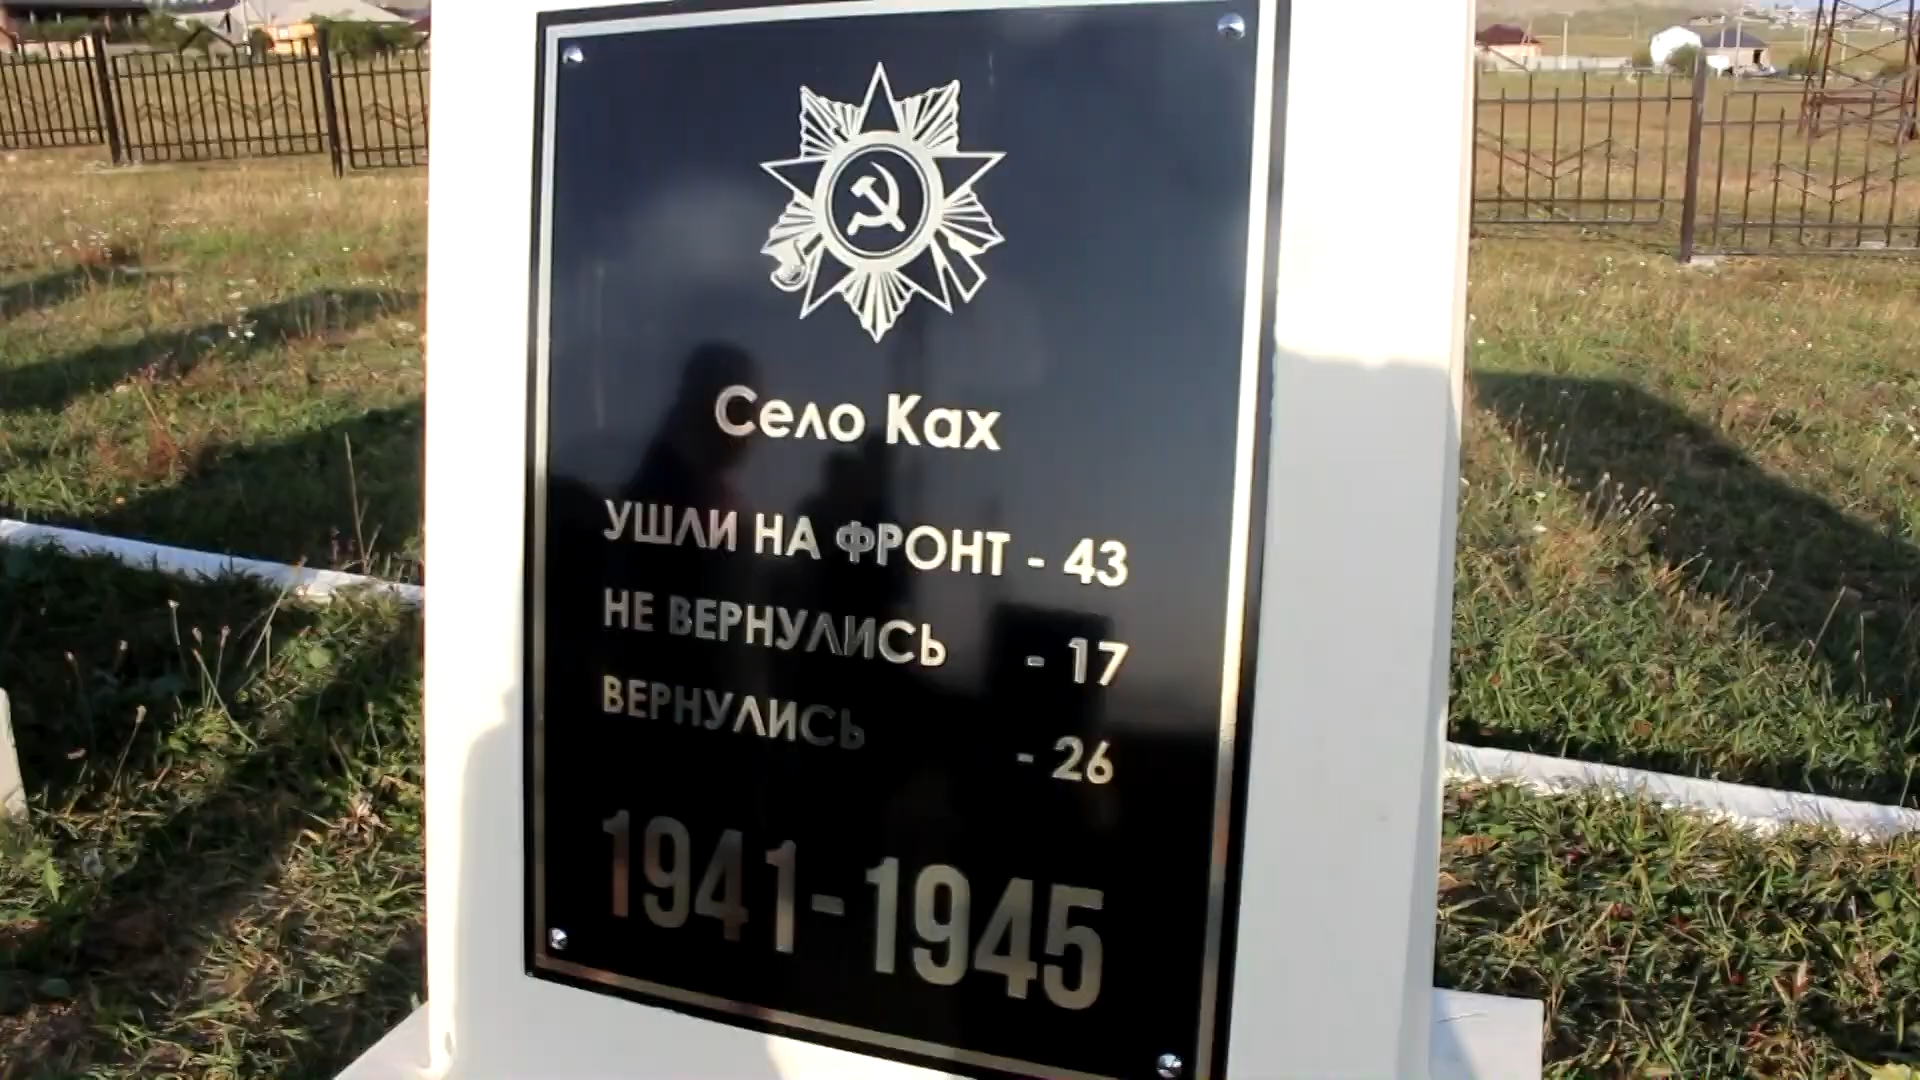 Село Ках
УШЛИ НА ФРОНТ - 43
НЕ ВЕРНУЛИСЬ - 17
ВЕРНУЛИСЬ - 26
1941-1945